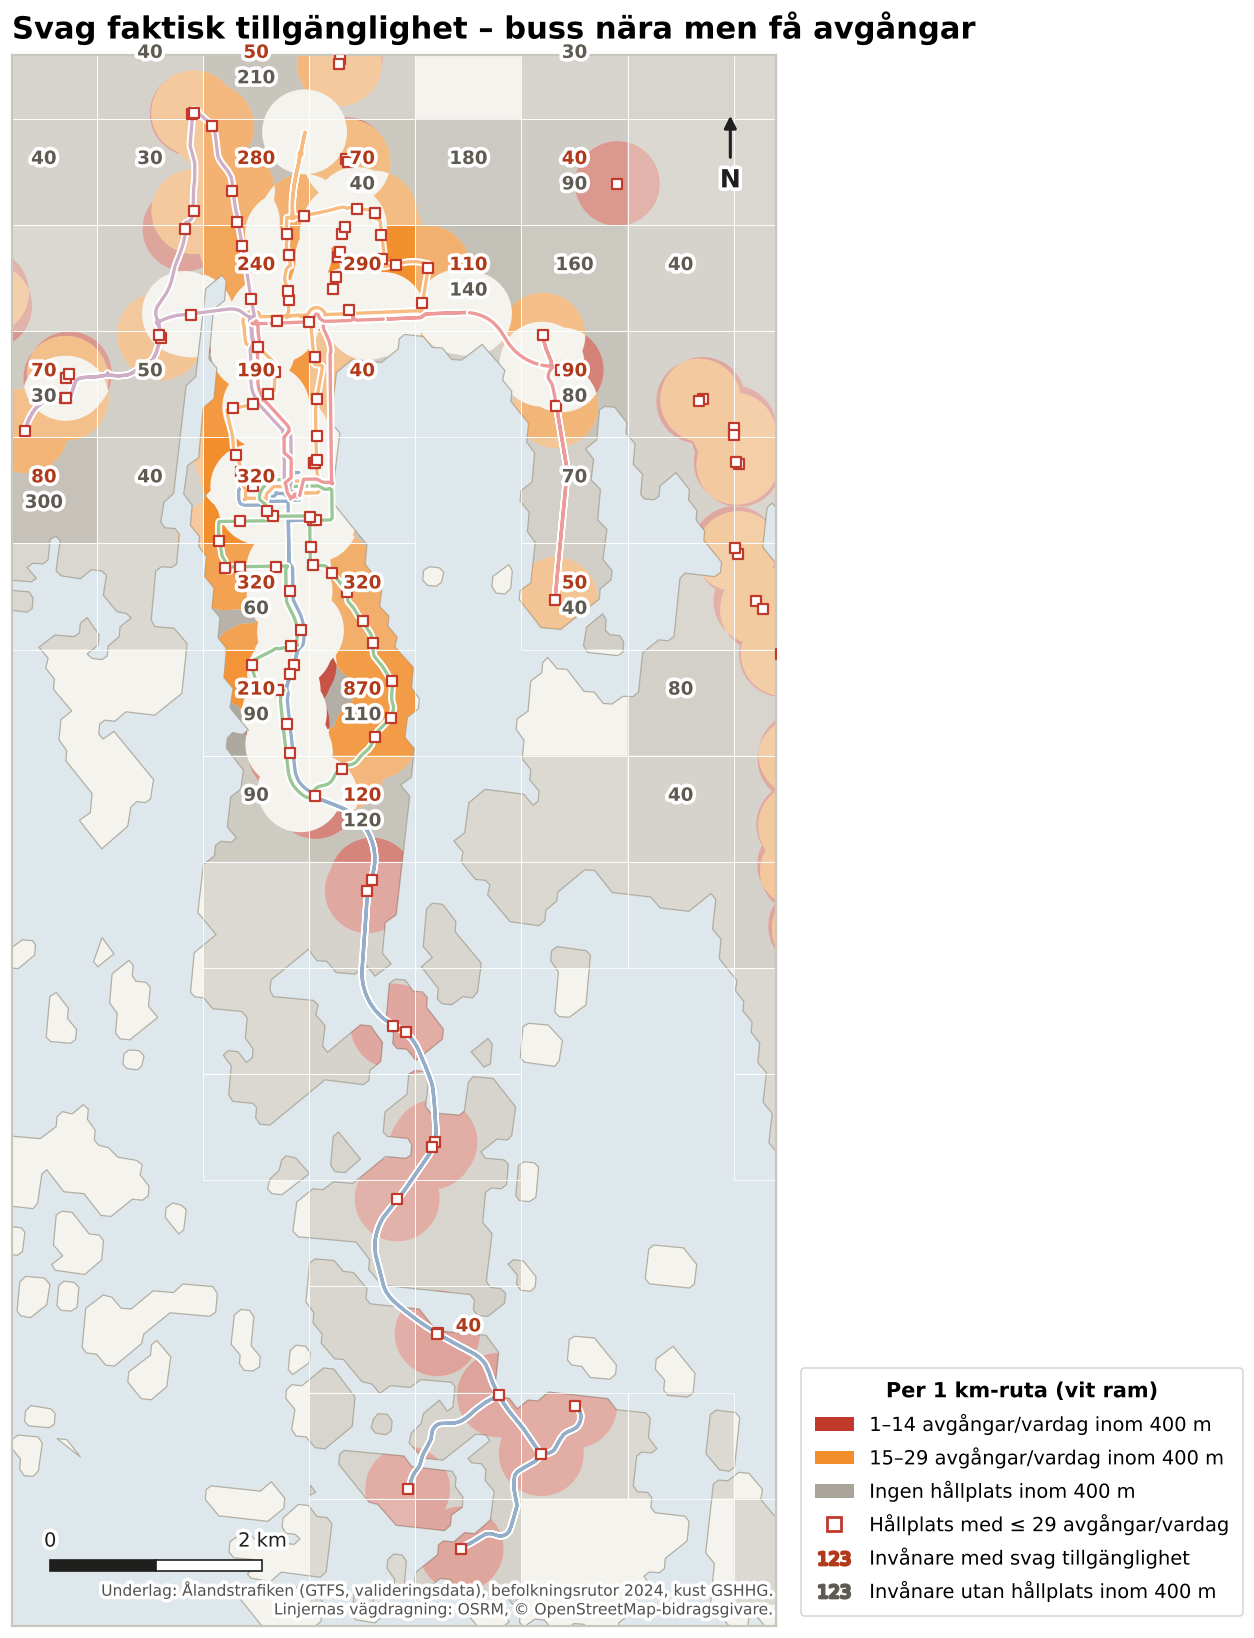 Svag faktisk tillgänglighet – buss nära men få avgångar
40 50 30
210
N
40 30 280 70 180 40
40 90
240 290 110 160 40
140
70 50 190 40 190
30 80
80 40 320 70
300
320 320 50
60 40
210 870 80
90 110
90 120 40
120
40
0 2 km
Underlag: Ålandstrafiken (GTFS, valideringsdata), befolkningsrutor 2024, kust GSHHG.
Linjernas vägdragning: OSRM, © OpenStreetMap-bidragsgivare.
Per 1 km-ruta (vit ram)
1–14 avgångar/vardag inom 400 m
15–29 avgångar/vardag inom 400 m
Ingen hållplats inom 400 m
Hållplats med ≤ 29 avgångar/vardag
123 Invånare med svag tillgänglighet
123 Invånare utan hållplats inom 400 m